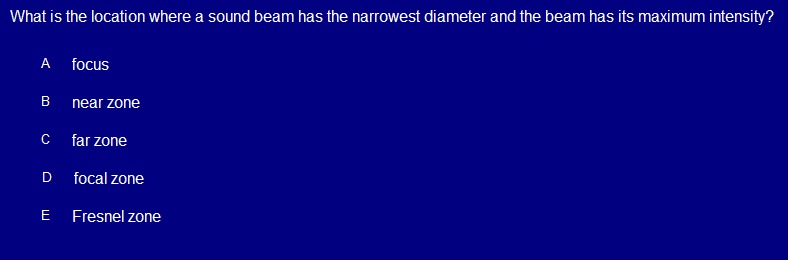 What is the location where a sound beam has the narrowest diameter and the beam has its maximum intensity?
A focus
B near zone
C far zone
D focal zone
E Fresnel zone